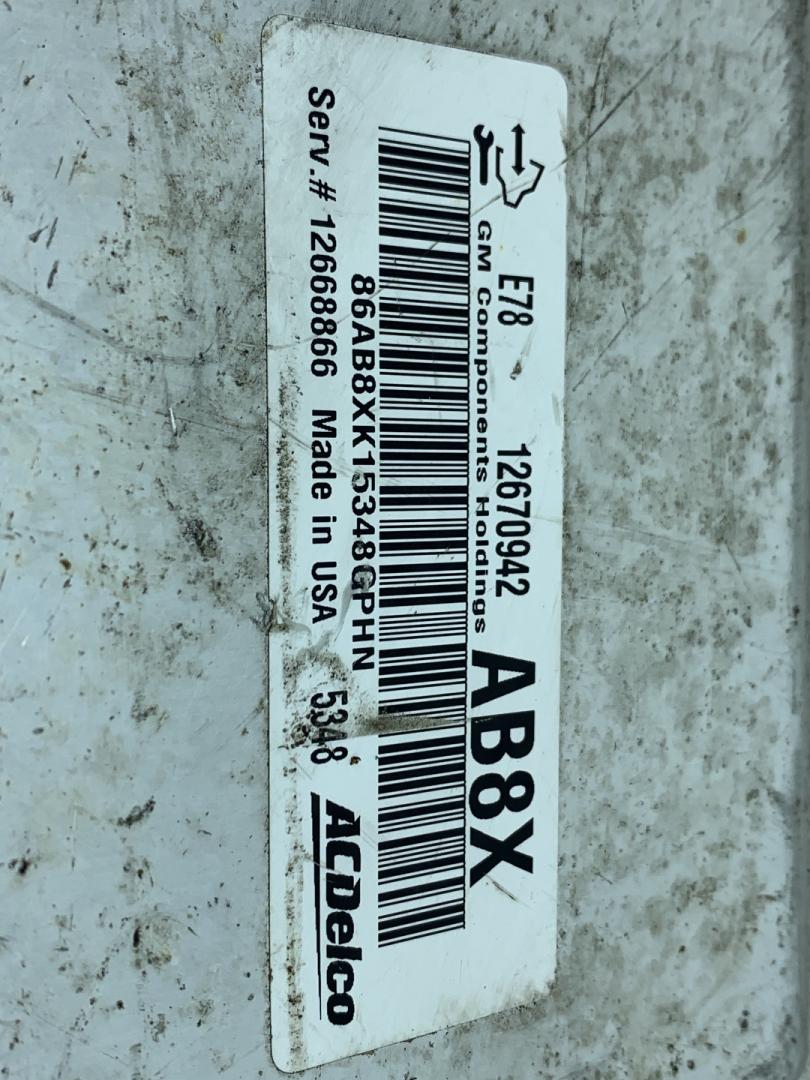 E78 12670942 AB8X
GM Components Holdings
86AB8XK15348GPHN
Serv.# 12668866 Made in USA 5348 ACDelco